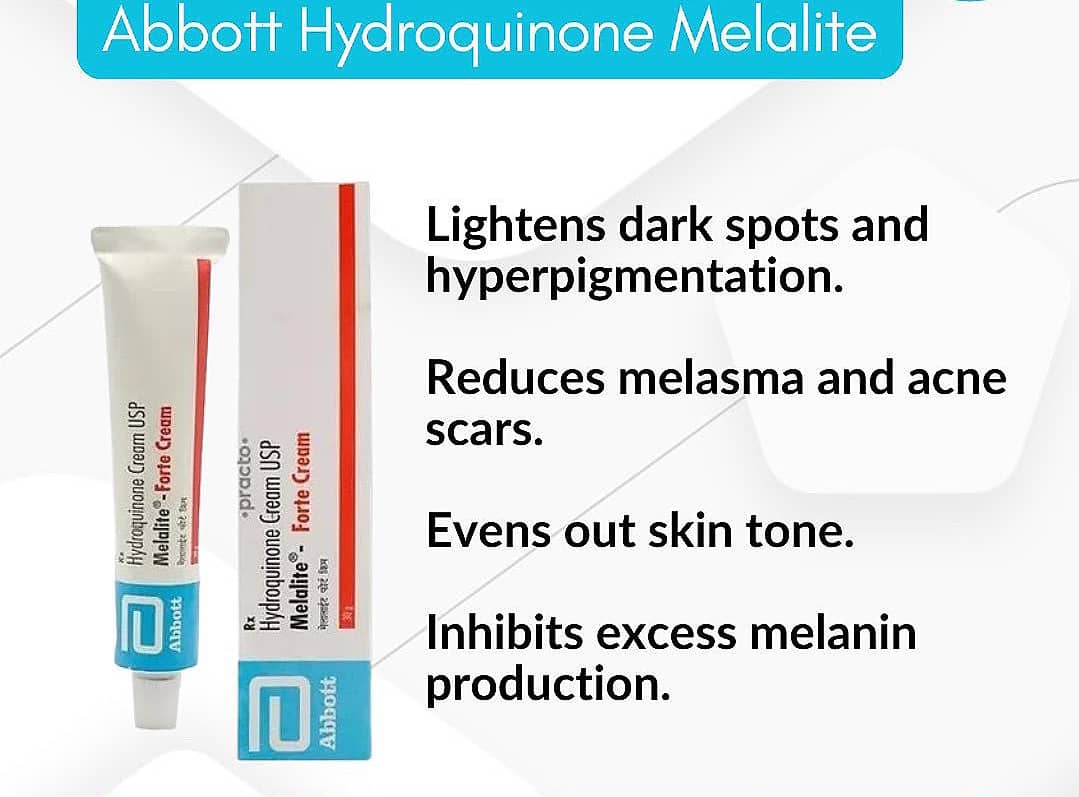 Abbott Hydroquinone Melalite
Lightens dark spots and
hyperpigmentation.
Reduces melasma and acne
scars.
Evens out skin tone.
Inhibits excess melanin
production.
Rx
Hydroquinone Cream USP
Melalite®-Forte Cream
मेलालाईट फोर्ट क्रिम
Abbott
•practo•
Rx
Hydroquinone Cream USP
Melalite®- Forte Cream
मेलालाईट फोर्ट क्रिम
30 g
Abbott